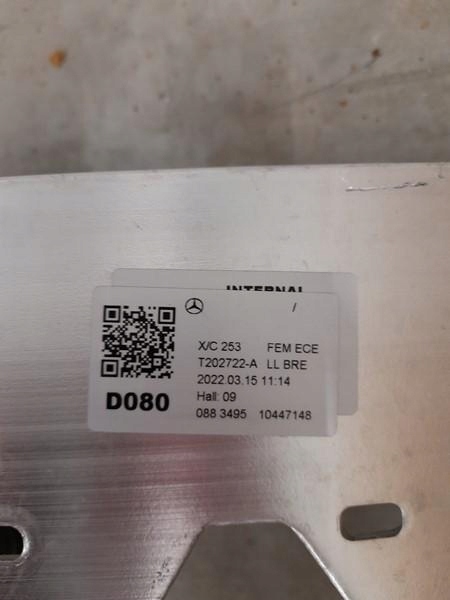 INTERNAL
/
X/C 253 FEM ECE
T202722-A LL BRE
2022.03.15 11:14
D080
Hall: 09
088 3495 10447148